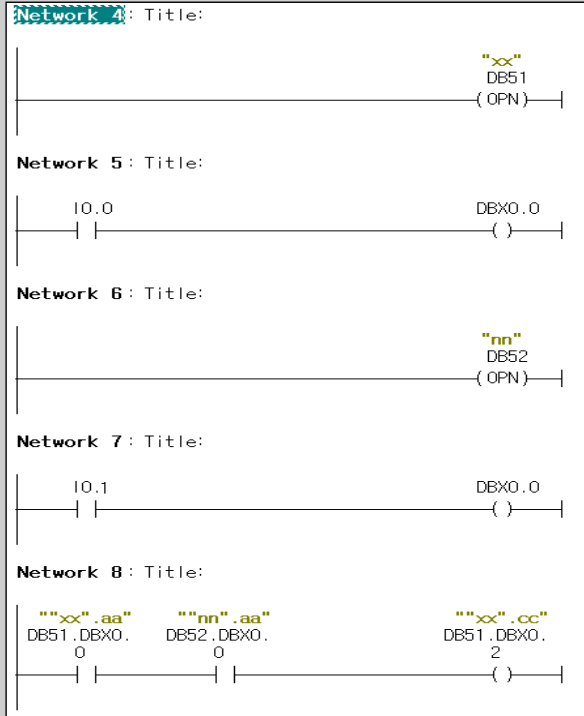 Network 4: Title:
"xx"
DB51
(OPN)
Network 5: Title:
I0.0 DBX0.0
( )
Network 6: Title:
"nn"
DB52
(OPN)
Network 7: Title:
I0.1 DBX0.0
( )
Network 8: Title:
""xx".aa" ""nn".aa" ""xx".cc"
DB51.DBX0. DB52.DBX0. DB51.DBX0.
0 0 2
( )